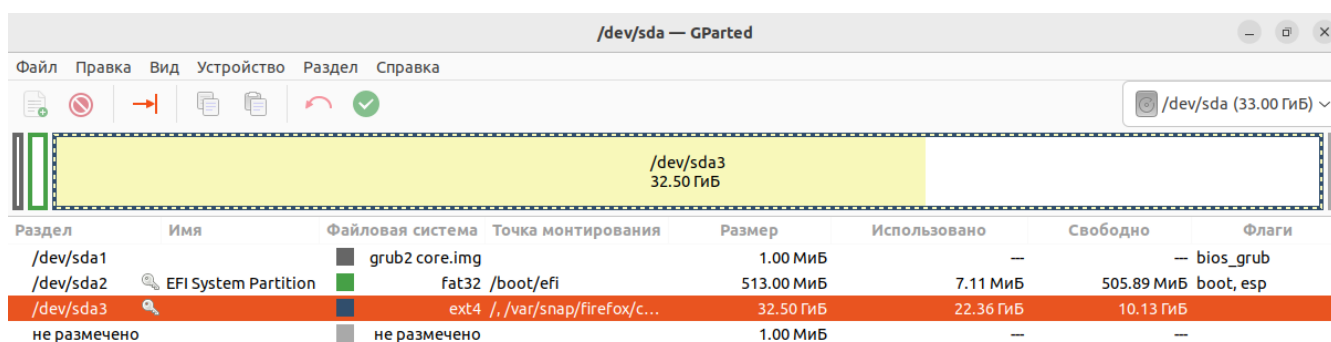 /dev/sda — GParted
Файл Правка Вид Устройство Раздел Справка
/dev/sda (33.00 ГиБ)
/dev/sda3
32.50 ГиБ
Раздел Имя Файловая система Точка монтирования Размер Использовано Свободно Флаги
/dev/sda1 grub2 core.img 1.00 МиБ --- --- bios_grub
/dev/sda2 EFI System Partition fat32 /boot/efi 513.00 МиБ 7.11 МиБ 505.89 МиБ boot, esp
/dev/sda3 ext4 /, /var/snap/firefox/c... 32.50 ГиБ 22.36 ГиБ 10.13 ГиБ
не размечено не размечено 1.00 МиБ --- ---